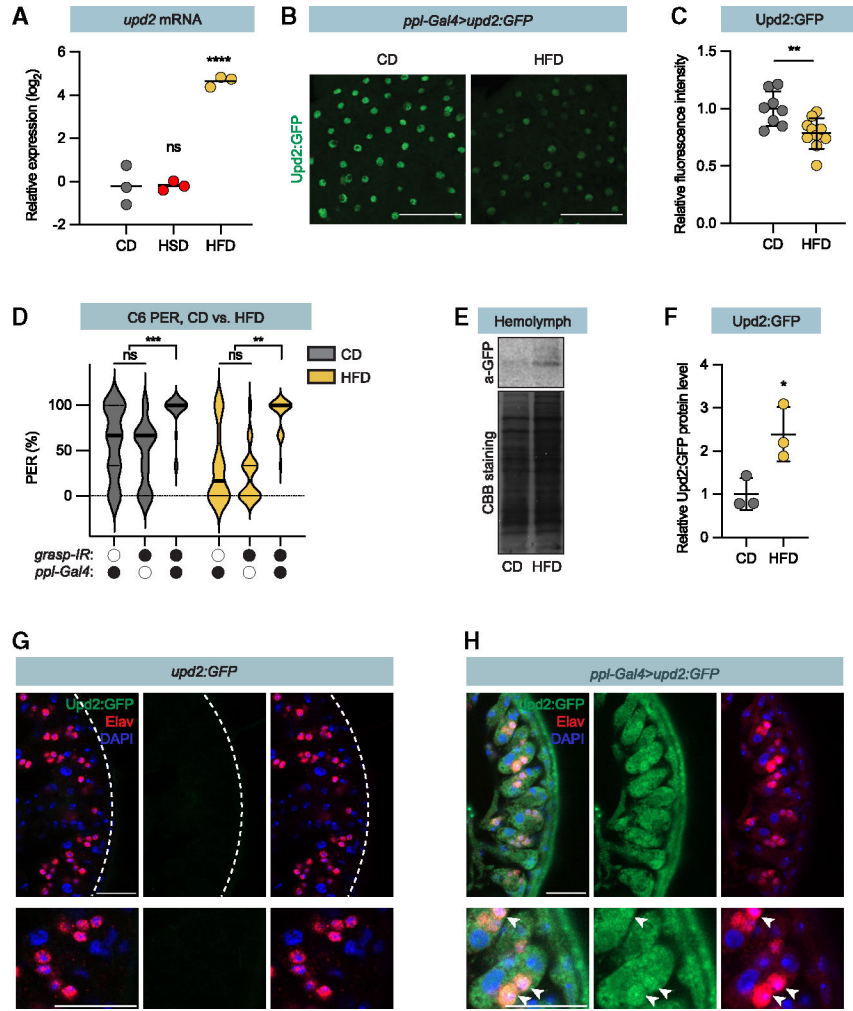 A
upd2 mRNA
Relative expression (log2)
6
4
2
0
-2
****
ns
CD HSD HFD
B
ppl-Gal4>upd2:GFP
CD HFD
Upd2:GFP
C
Upd2:GFP
Relative fluorescence intensity
1.5
1.0
0.5
0.0
**
CD HFD
D
C6 PER, CD vs. HFD
ns *** ns **
CD
HFD
PER (%)
100
50
0
grasp-IR:
ppl-Gal4:
E
Hemolymph
a-GFP
CBB staining
CD HFD
F
Upd2:GFP
Relative Upd2:GFP protein level
4
3
2
1
0
*
CD HFD
G
upd2:GFP
Upd2:GFP
Elav
DAPI
H
ppl-Gal4>upd2:GFP
Upd2:GFP
Elav
DAPI